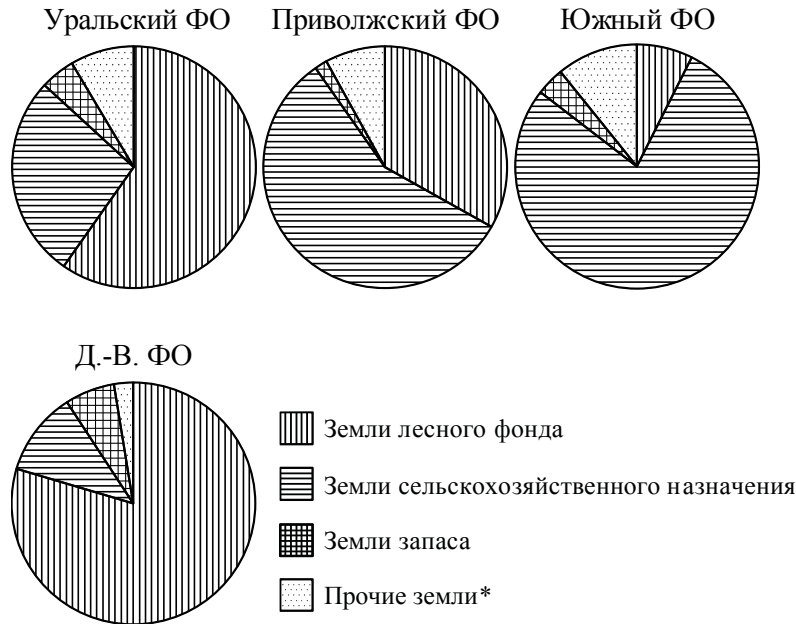 Уральский ФО
Приволжский ФО
Южный ФО
Д.-В. ФО
Земли лесного фонда
Земли сельскохозяйственного назначения
Земли запаса
Прочие земли*